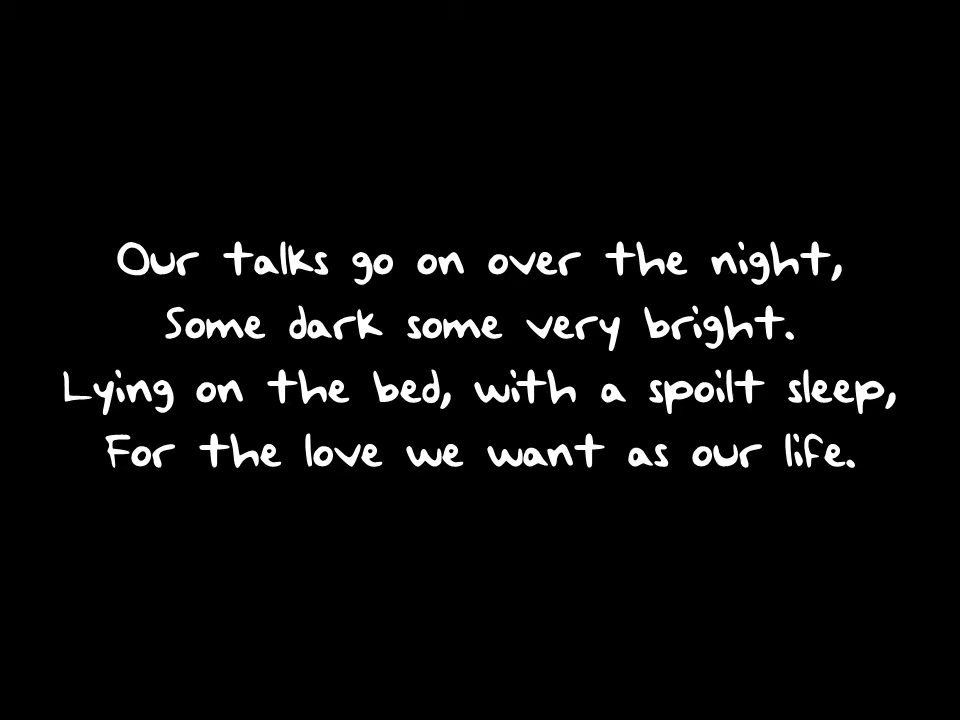 Our talks go on over the night,
Some dark some very bright.
Lying on the bed, with a spoilt sleep,
For the love we want as our life.